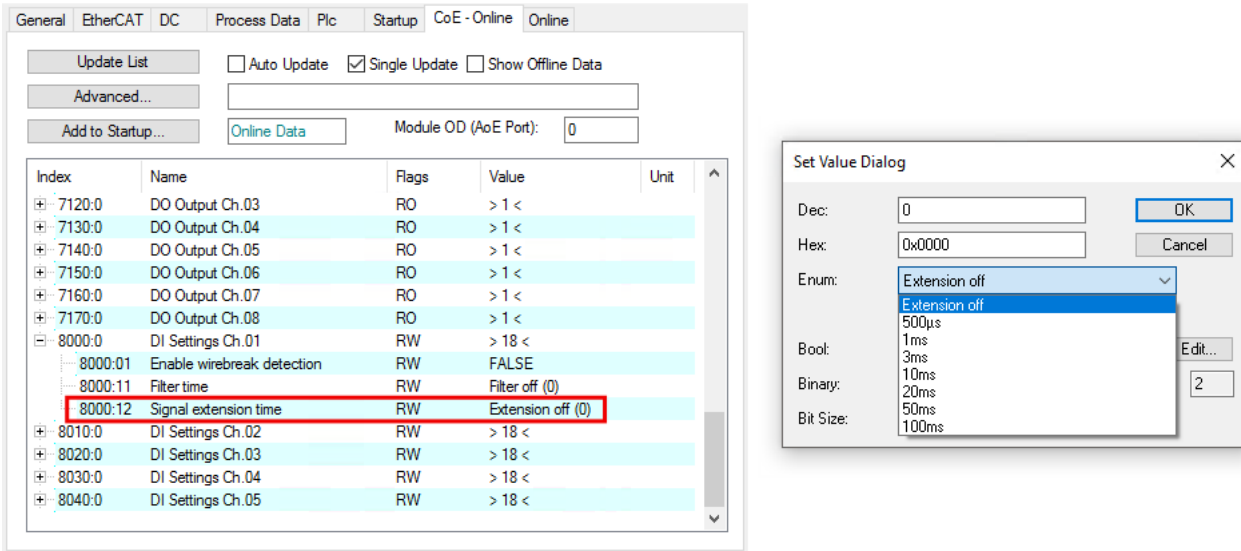 General EtherCAT DC Process Data Plc Startup CoE - Online Online
Update List Auto Update Single Update Show Offline Data
Advanced...
Add to Startup... Online Data Module OD (AoE Port): 0
Index Name Flags Value Unit
7120:0 DO Output Ch.03 RO > 1 <
7130:0 DO Output Ch.04 RO > 1 <
7140:0 DO Output Ch.05 RO > 1 <
7150:0 DO Output Ch.06 RO > 1 <
7160:0 DO Output Ch.07 RO > 1 <
7170:0 DO Output Ch.08 RO > 1 <
8000:0 DI Settings Ch.01 RW > 18 <
8000:01 Enable wirebreak detection RW FALSE
8000:11 Filter time RW Filter off (0)
8000:12 Signal extension time RW Extension off (0)
8010:0 DI Settings Ch.02 RW > 18 <
8020:0 DI Settings Ch.03 RW > 18 <
8030:0 DI Settings Ch.04 RW > 18 <
8040:0 DI Settings Ch.05 RW > 18 <
Set Value Dialog
Dec: 0 OK
Hex: 0x0000 Cancel
Enum: Extension off
Extension off
500µs
1ms
Bool: 3ms Edit...
10ms
Binary: 20ms 2
50ms
Bit Size: 100ms